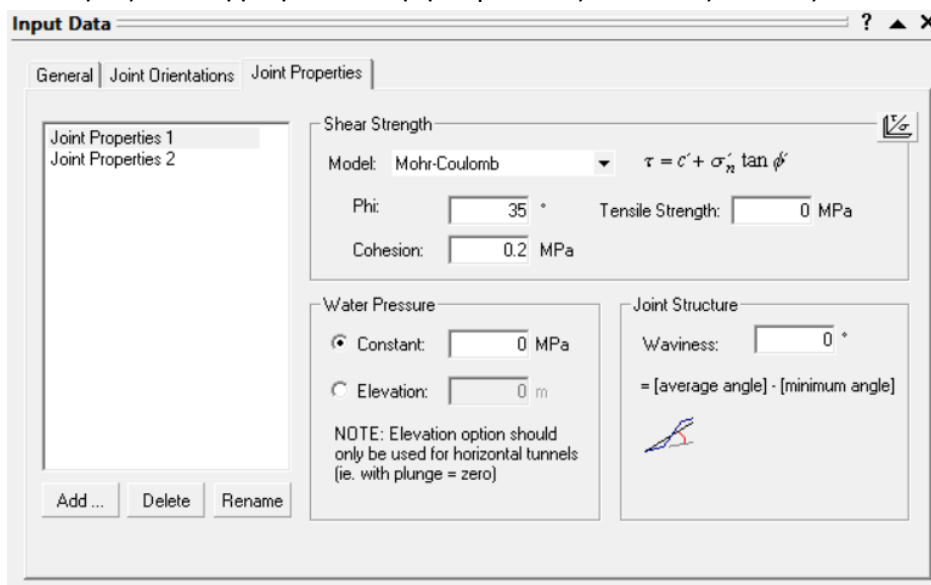 Input Data ? ▲ X
General Joint Orientations Joint Properties
Joint Properties 1
Joint Properties 2
Add ... Delete Rename
Shear Strength
Model: Mohr-Coulomb τ = c′ + σ′n tan ϕ′
Phi: 35 ° Tensile Strength: 0 MPa
Cohesion: 0.2 MPa
Water Pressure
Constant: 0 MPa
Elevation: 0 m
NOTE: Elevation option should
only be used for horizontal tunnels
(ie. with plunge = zero)
Joint Structure
Waviness: 0 °
= [average angle] - [minimum angle]
τ/σ